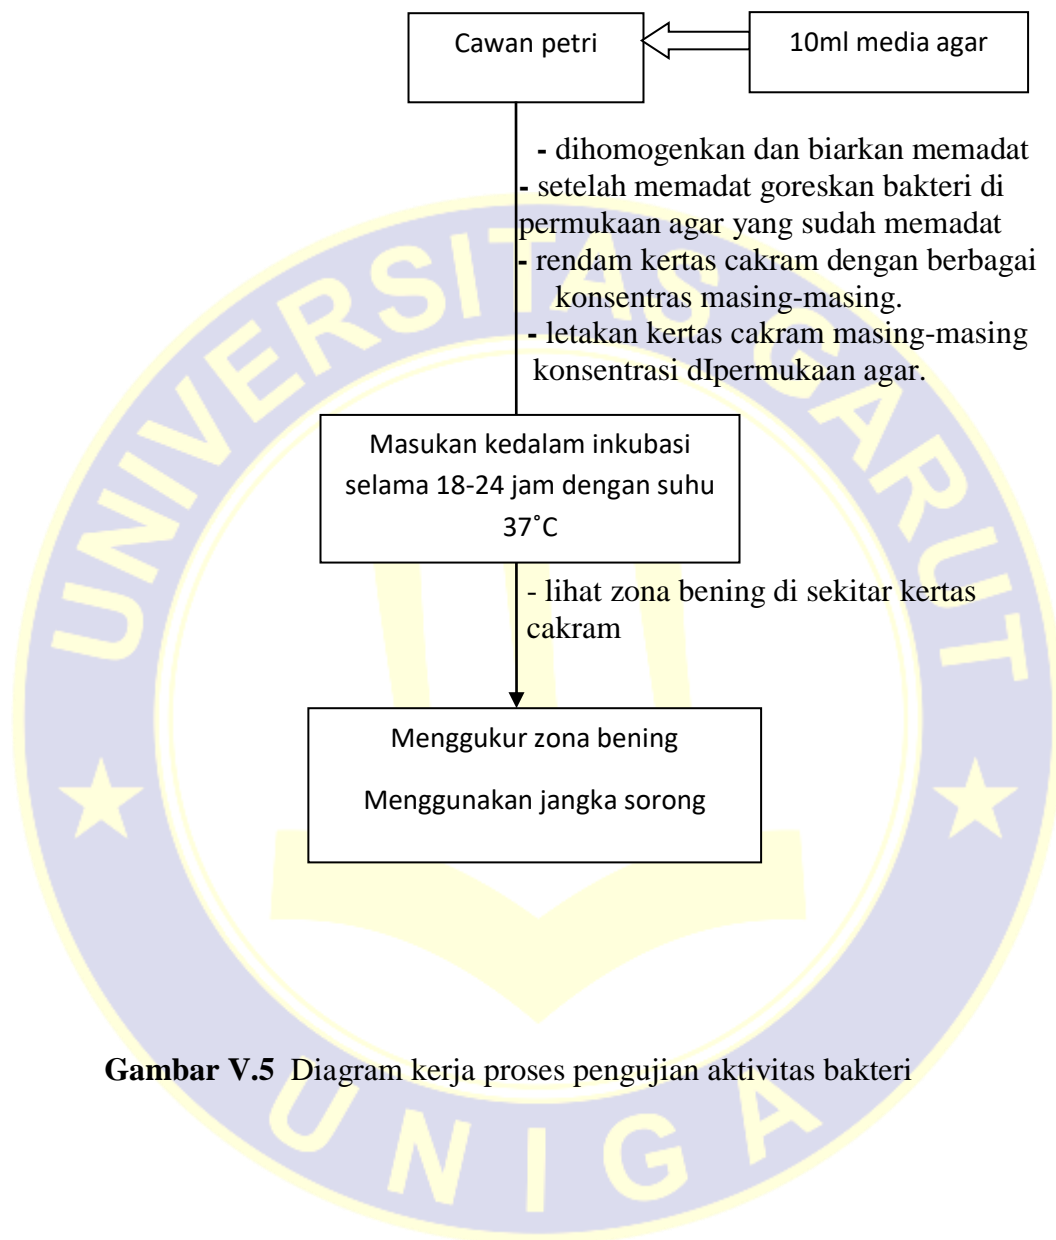 Cawan petri
10ml media agar
- dihomogenkan dan biarkan memadat
- setelah memadat goreskan bakteri di
permukaan agar yang sudah memadat
- rendam kertas cakram dengan berbagai
konsentras masing-masing.
- letakan kertas cakram masing-masing
konsentrasi dIpermukaan agar.
Masukan kedalam inkubasi
selama 18-24 jam dengan suhu
37˚C
- lihat zona bening di sekitar kertas
cakram
Menggukur zona bening
Menggunakan jangka sorong
Gambar V.5 Diagram kerja proses pengujian aktivitas bakteri
UNIVERSITAS GARUT
UNIGA